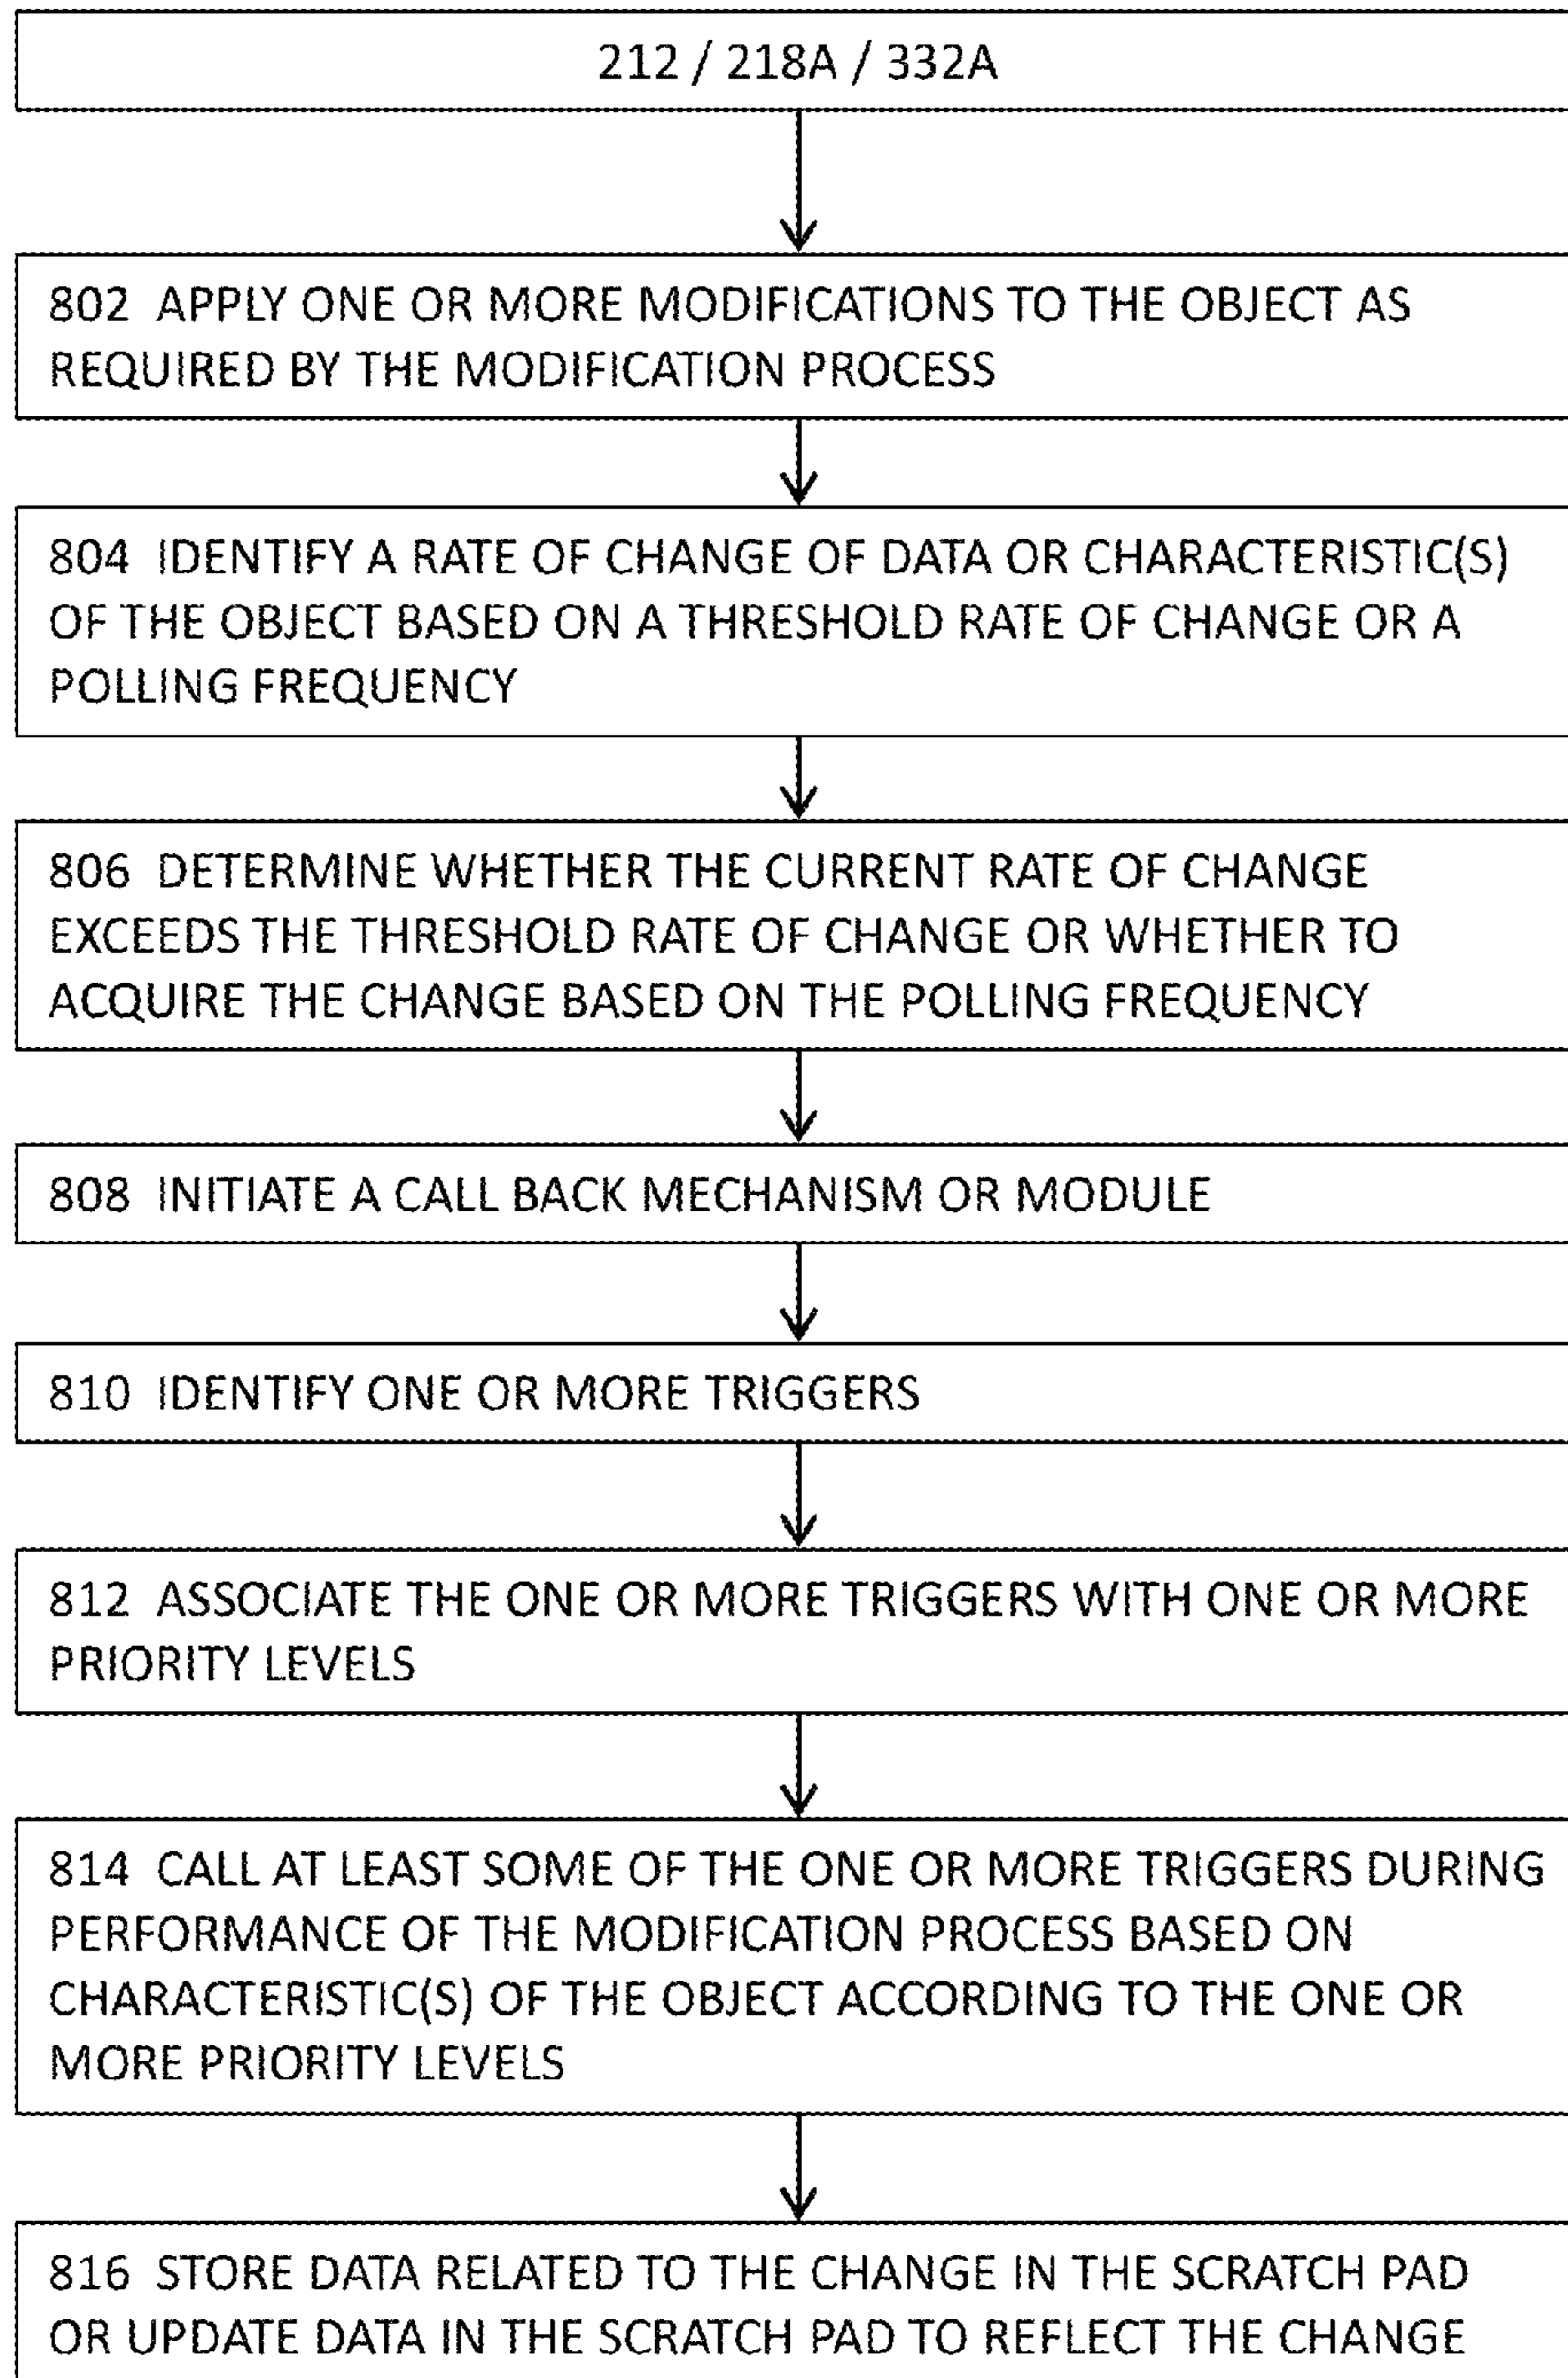 212 / 218A / 332A
802 APPLY ONE OR MORE MODIFICATIONS TO THE OBJECT AS
REQUIRED BY THE MODIFICATION PROCESS
804 IDENTIFY A RATE OF CHANGE OF DATA OR CHARACTERISTIC(S)
OF THE OBJECT BASED ON A THRESHOLD RATE OF CHANGE OR A
POLLING FREQUENCY
806 DETERMINE WHETHER THE CURRENT RATE OF CHANGE
EXCEEDS THE THRESHOLD RATE OF CHANGE OR WHETHER TO
ACQUIRE THE CHANGE BASED ON THE POLLING FREQUENCY
808 INITIATE A CALL BACK MECHANISM OR MODULE
810 IDENTIFY ONE OR MORE TRIGGERS
812 ASSOCIATE THE ONE OR MORE TRIGGERS WITH ONE OR MORE
PRIORITY LEVELS
814 CALL AT LEAST SOME OF THE ONE OR MORE TRIGGERS DURING
PERFORMANCE OF THE MODIFICATION PROCESS BASED ON
CHARACTERISTIC(S) OF THE OBJECT ACCORDING TO THE ONE OR
MORE PRIORITY LEVELS
816 STORE DATA RELATED TO THE CHANGE IN THE SCRATCH PAD
OR UPDATE DATA IN THE SCRATCH PAD TO REFLECT THE CHANGE